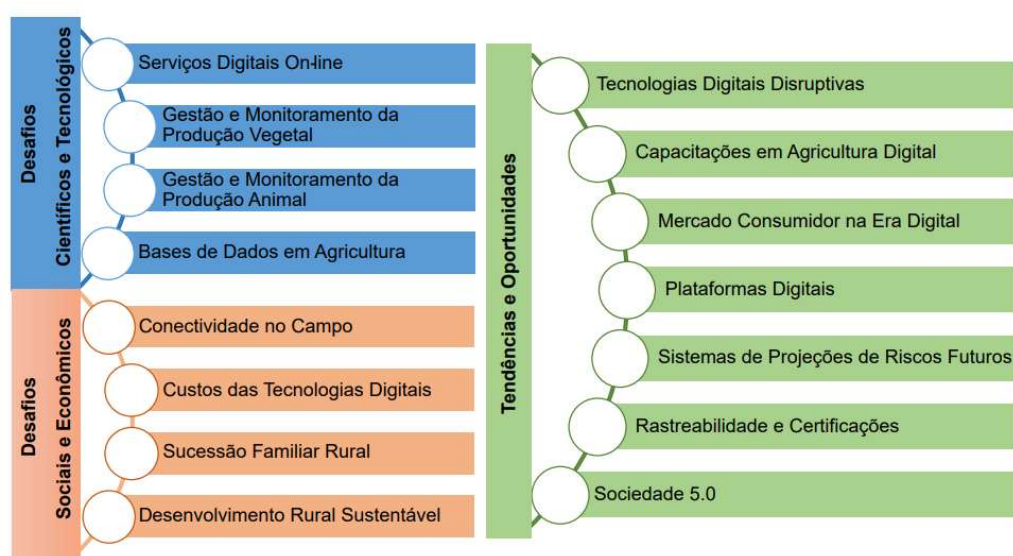 Desafios
Científicos e Tecnológicos
Serviços Digitais On-line
Gestão e Monitoramento da
Produção Vegetal
Gestão e Monitoramento da
Produção Animal
Bases de Dados em Agricultura
Desafios
Sociais e Econômicos
Conectividade no Campo
Custos das Tecnologias Digitais
Sucessão Familiar Rural
Desenvolvimento Rural Sustentável
Tendências e Oportunidades
Tecnologias Digitais Disruptivas
Capacitações em Agricultura Digital
Mercado Consumidor na Era Digital
Plataformas Digitais
Sistemas de Projeções de Riscos Futuros
Rastreabilidade e Certificações
Sociedade 5.0